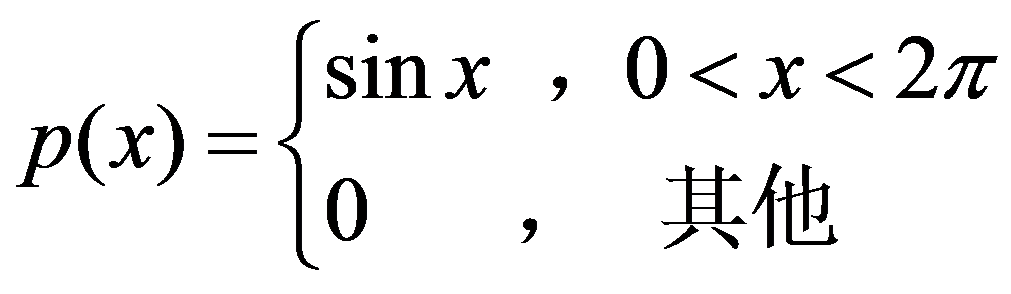 p(x) = { sin x , 0 < x < 2π
0 , 其他